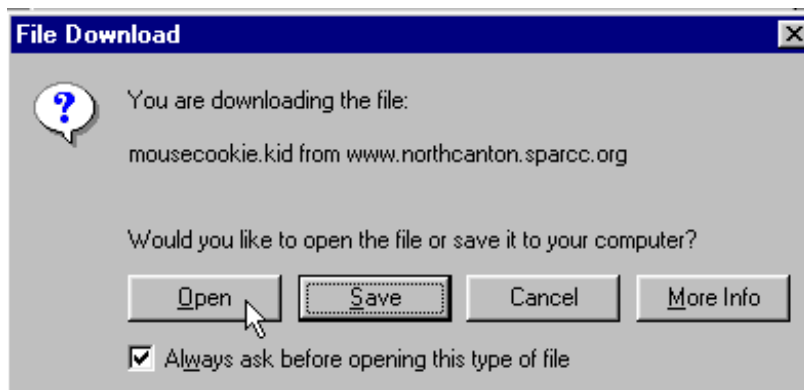 File Download
You are downloading the file:
mousecookie.kid from www.northcanton.sparcc.org
Would you like to open the file or save it to your computer?
Open Save Cancel More Info
Always ask before opening this type of file